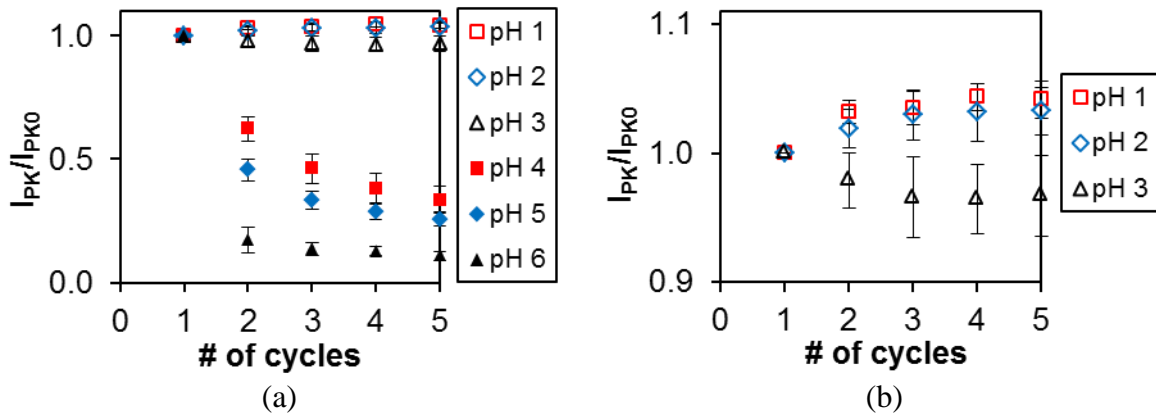 I_PK/I_PK0
1.0
0.5
0.0
0 1 2 3 4 5
# of cycles
pH 1
pH 2
pH 3
pH 4
pH 5
pH 6
(a)
I_PK/I_PK0
1.1
1.0
0.9
0 1 2 3 4 5
# of cycles
pH 1
pH 2
pH 3
(b)